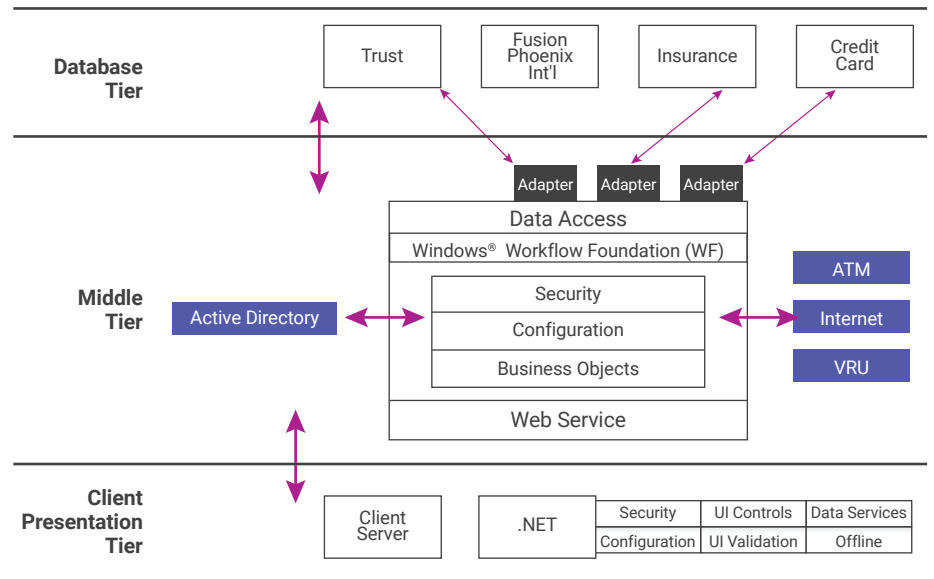 Database
Tier
Trust
Fusion
Phoenix
Int'l
Insurance
Credit
Card
Adapter
Adapter
Adapter
Data Access
Windows® Workflow Foundation (WF)
Middle
Tier
Active Directory
Security
Configuration
Business Objects
Web Service
ATM
Internet
VRU
Client
Presentation
Tier
Client
Server
.NET
Security
UI Controls
Data Services
Configuration
UI Validation
Offline